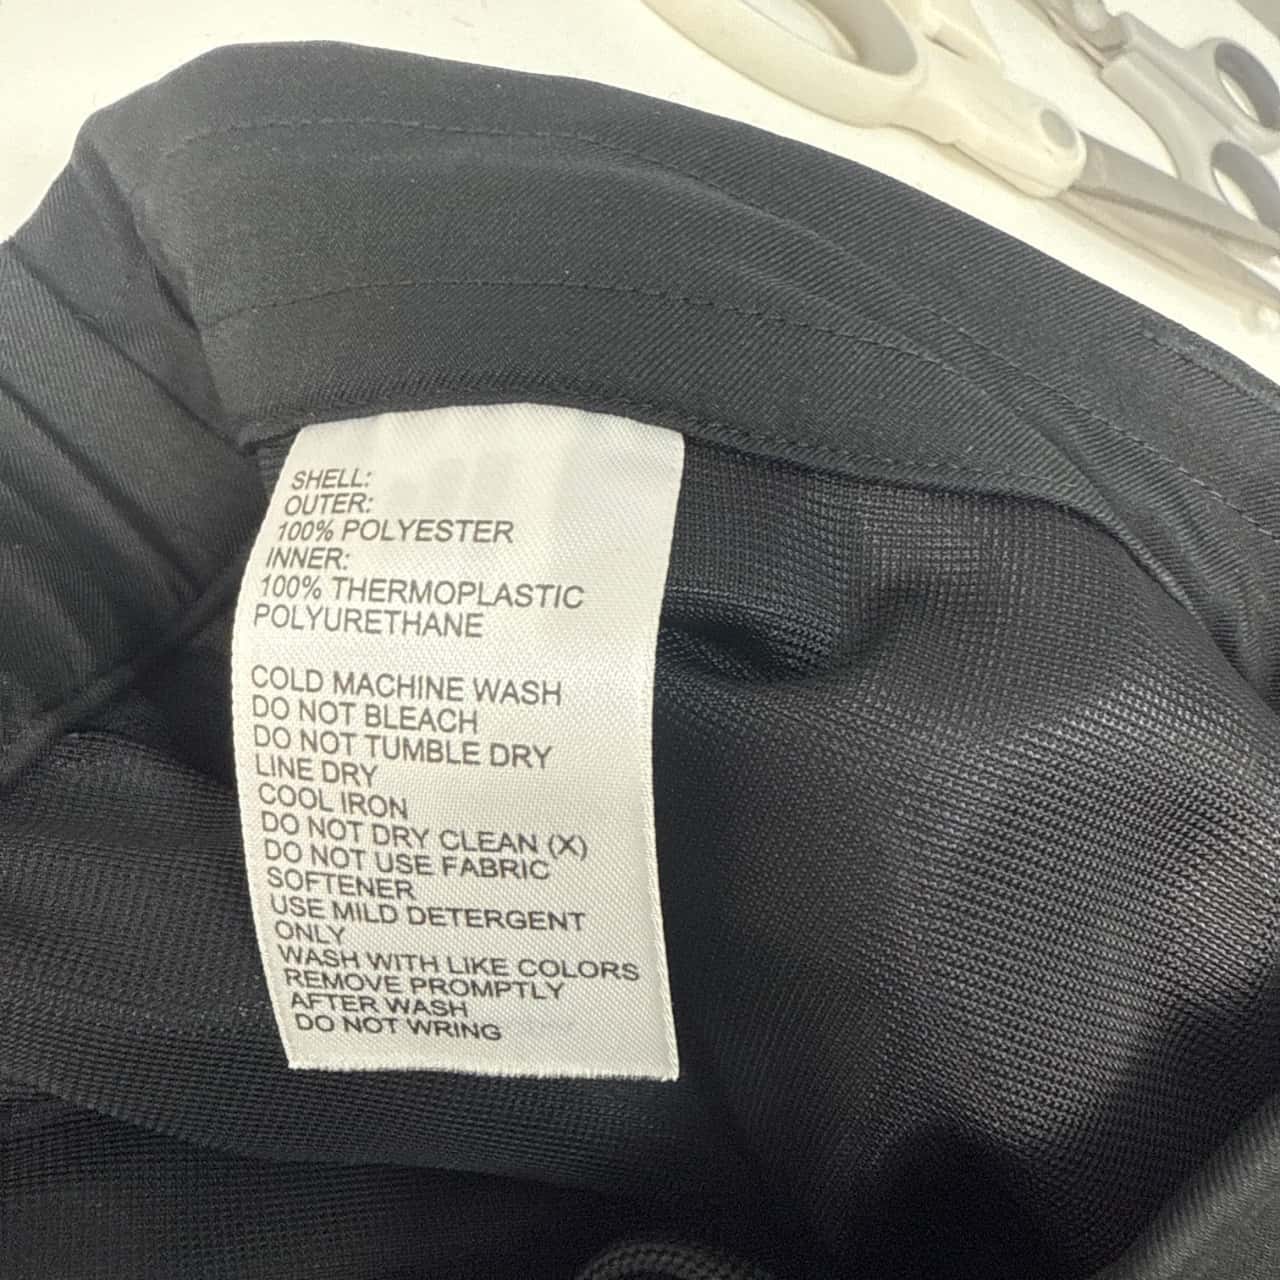 SHELL:
OUTER:
100% POLYESTER
INNER:
100% THERMOPLASTIC
POLYURETHANE
COLD MACHINE WASH
DO NOT BLEACH
DO NOT TUMBLE DRY
LINE DRY
COOL IRON
DO NOT DRY CLEAN (X)
DO NOT USE FABRIC
SOFTENER
USE MILD DETERGENT
ONLY
WASH WITH LIKE COLORS
REMOVE PROMPTLY
AFTER WASH
DO NOT WRING